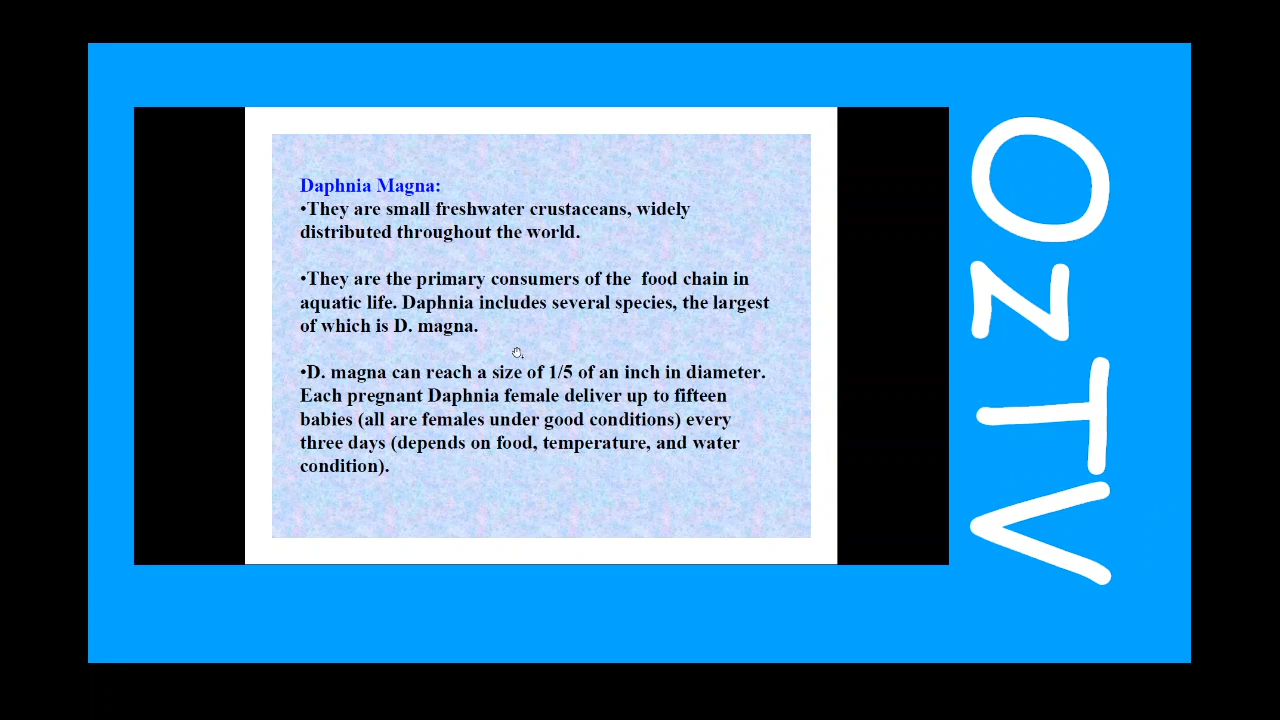 Daphnia Magna:
•They are small freshwater crustaceans, widely
distributed throughout the world.
•They are the primary consumers of the  food chain in
aquatic life. Daphnia includes several species, the largest
of which is D. magna.
•D. magna can reach a size of 1/5 of an inch in diameter.
Each pregnant Daphnia female deliver up to fifteen
babies (all are females under good conditions) every
three days (depends on food, temperature, and water
condition).
OzTV